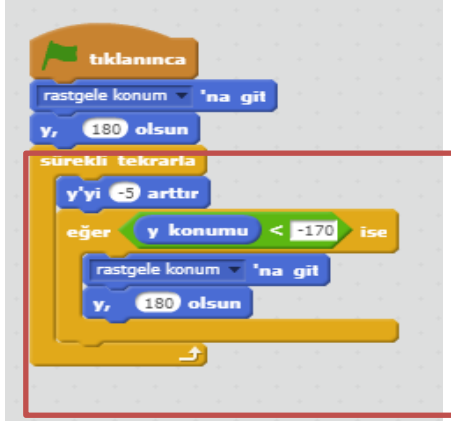 tıklanınca
rastgele konum 'na git
y, 180 olsun
sürekli tekrarla
y'yi -5 arttır
eğer y konumu < -170 ise
rastgele konum 'na git
y, 180 olsun